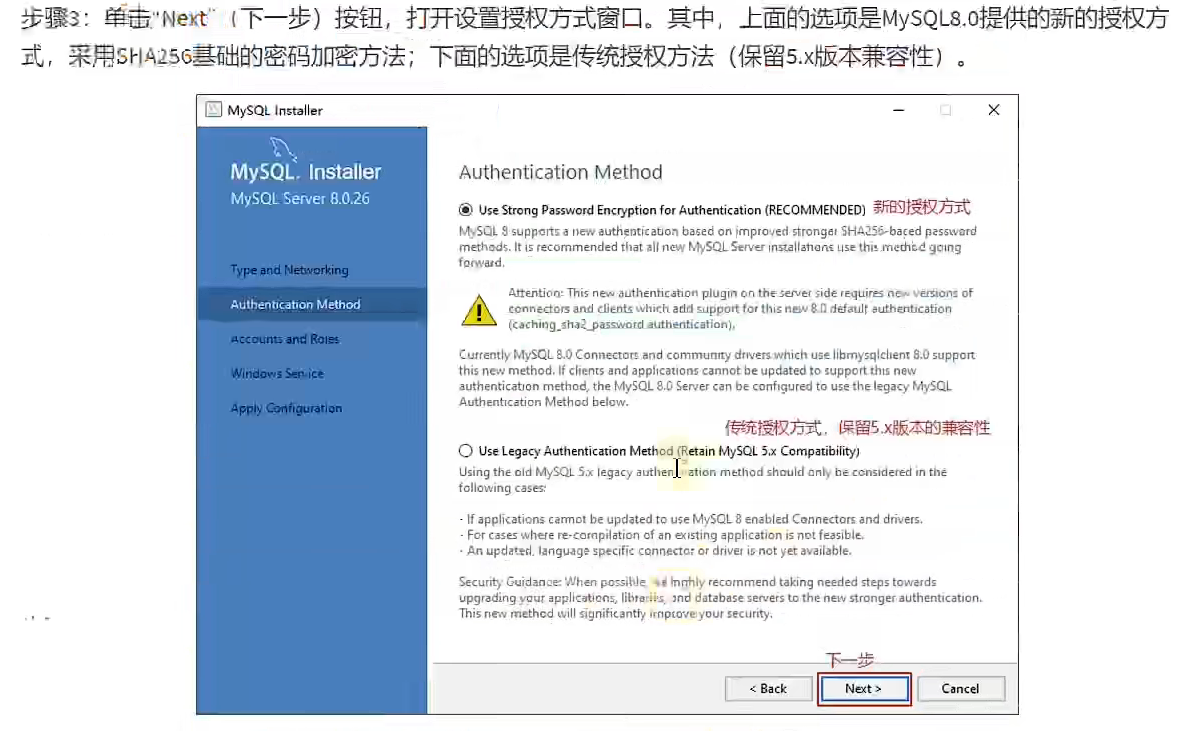 步骤3：单击“Next”（下一步）按钮，打开设置授权方式窗口。其中，上面的选项是MySQL8.0提供的新的授权方
式，采用SHA256基础的密码加密方法；下面的选项是传统授权方法（保留5.x版本兼容性）。
MySQL Installer
MySQL. Installer
MySQL Server 8.0.26
Type and Networking
Authentication Method
Accounts and Roles
Windows Service
Apply Configuration
Authentication Method
Use Strong Password Encryption for Authentication (RECOMMENDED) 新的授权方式
MySQL 8 supports a new authentication based on improved stronger SHA256-based password
methods. It is recommended that all new MySQL Server installations use this method going
forward.
Attention: This new authentication plugin on the server side requires new versions of
connectors and clients which add support for this new 8.0 default authentication
(caching_sha2_password authentication).
Currently MySQL 8.0 Connectors and community drivers which use libmysqlclient 8.0 support
this new method. If clients and applications cannot be updated to support this new
authentication method, the MySQL 8.0 Server can be configured to use the legacy MySQL
Authentication Method below.
传统授权方式，保留5.x版本的兼容性
Use Legacy Authentication Method (Retain MySQL 5.x Compatibility)
Using the old MySQL 5.x legacy authentication method should only be considered in the
following cases:
- If applications cannot be updated to use MySQL 8 enabled Connectors and drivers.
- For cases where re-compilation of an existing application is not feasible.
- An updated, language specific connector or driver is not yet available.
Security Guidance: When possible, we highly recommend taking needed steps towards
upgrading your applications, libraries, and database servers to the new stronger authentication.
This new method will significantly improve your security.
下一步
< Back
Next >
Cancel